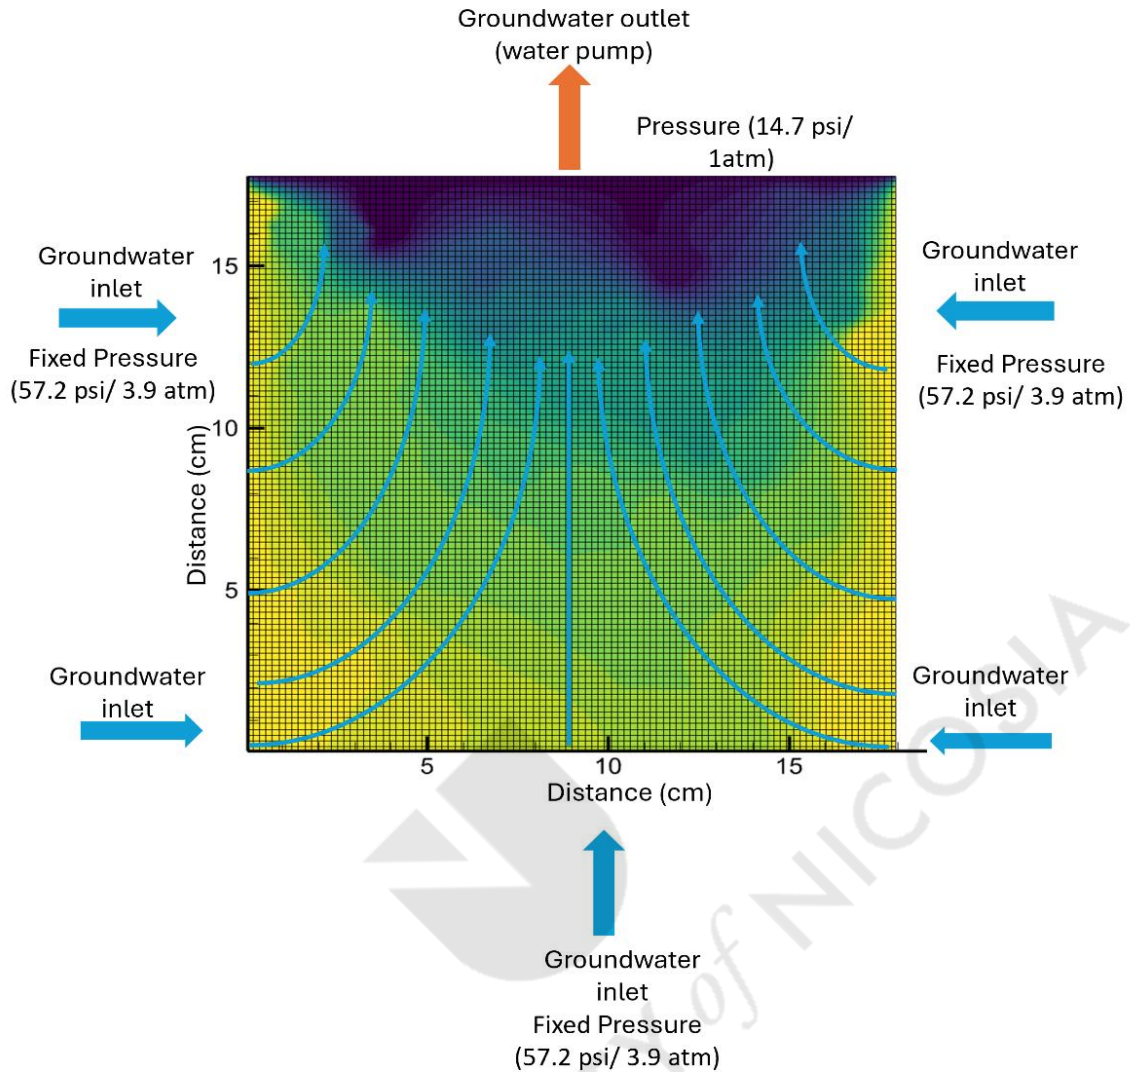 Groundwater outlet
(water pump)
Pressure (14.7 psi/
1atm)
Groundwater
inlet
Fixed Pressure
(57.2 psi/ 3.9 atm)
Groundwater
inlet
Fixed Pressure
(57.2 psi/ 3.9 atm)
15
10
5
Distance (cm)
Groundwater
inlet
Groundwater
inlet
5
10
15
Distance (cm)
Groundwater
inlet
Fixed Pressure
(57.2 psi/ 3.9 atm)
of NICOSIA